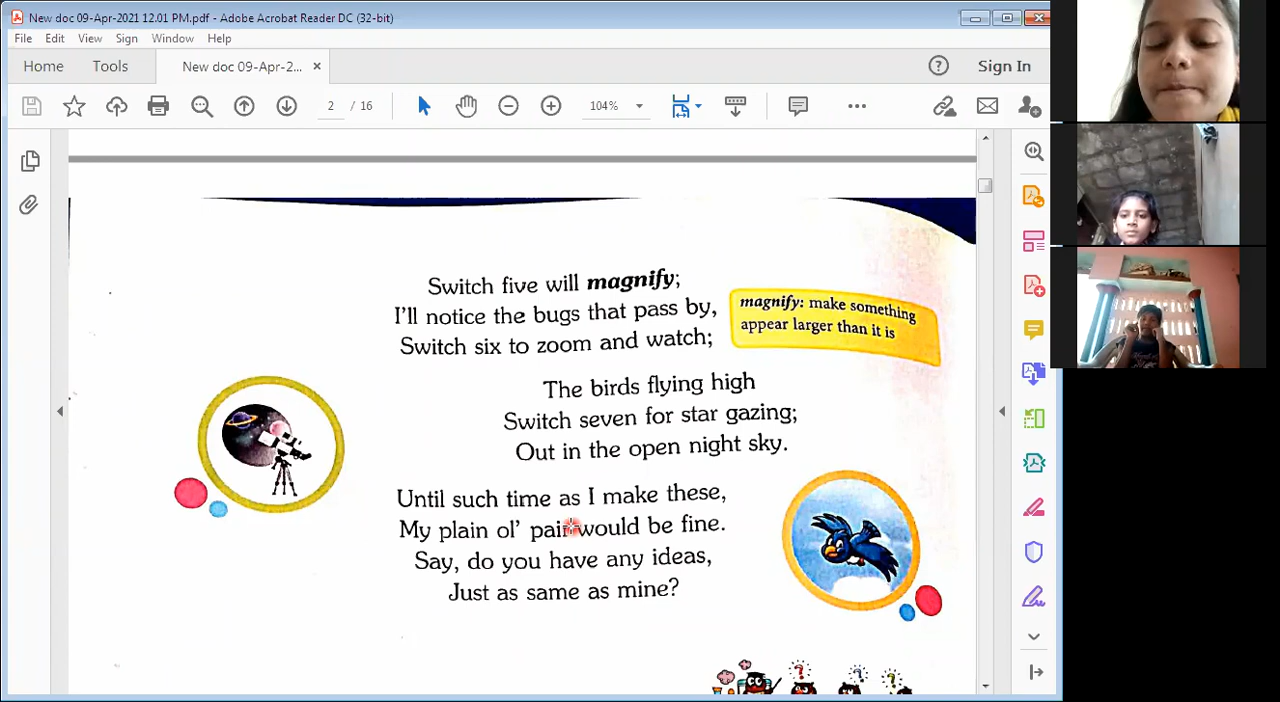 New doc 09-Apr-2021 12.01 PM.pdf - Adobe Acrobat Reader DC (32-bit)
File Edit View Sign Window Help
Home Tools New doc 09-Apr-2... × Sign In
2 / 16 104%
Switch five will magnify;
I'll notice the bugs that pass by,
Switch six to zoom and watch;
magnify: make something
appear larger than it is
The birds flying high
Switch seven for star gazing;
Out in the open night sky.
Until such time as I make these,
My plain ol' pair would be fine.
Say, do you have any ideas,
Just as same as mine?